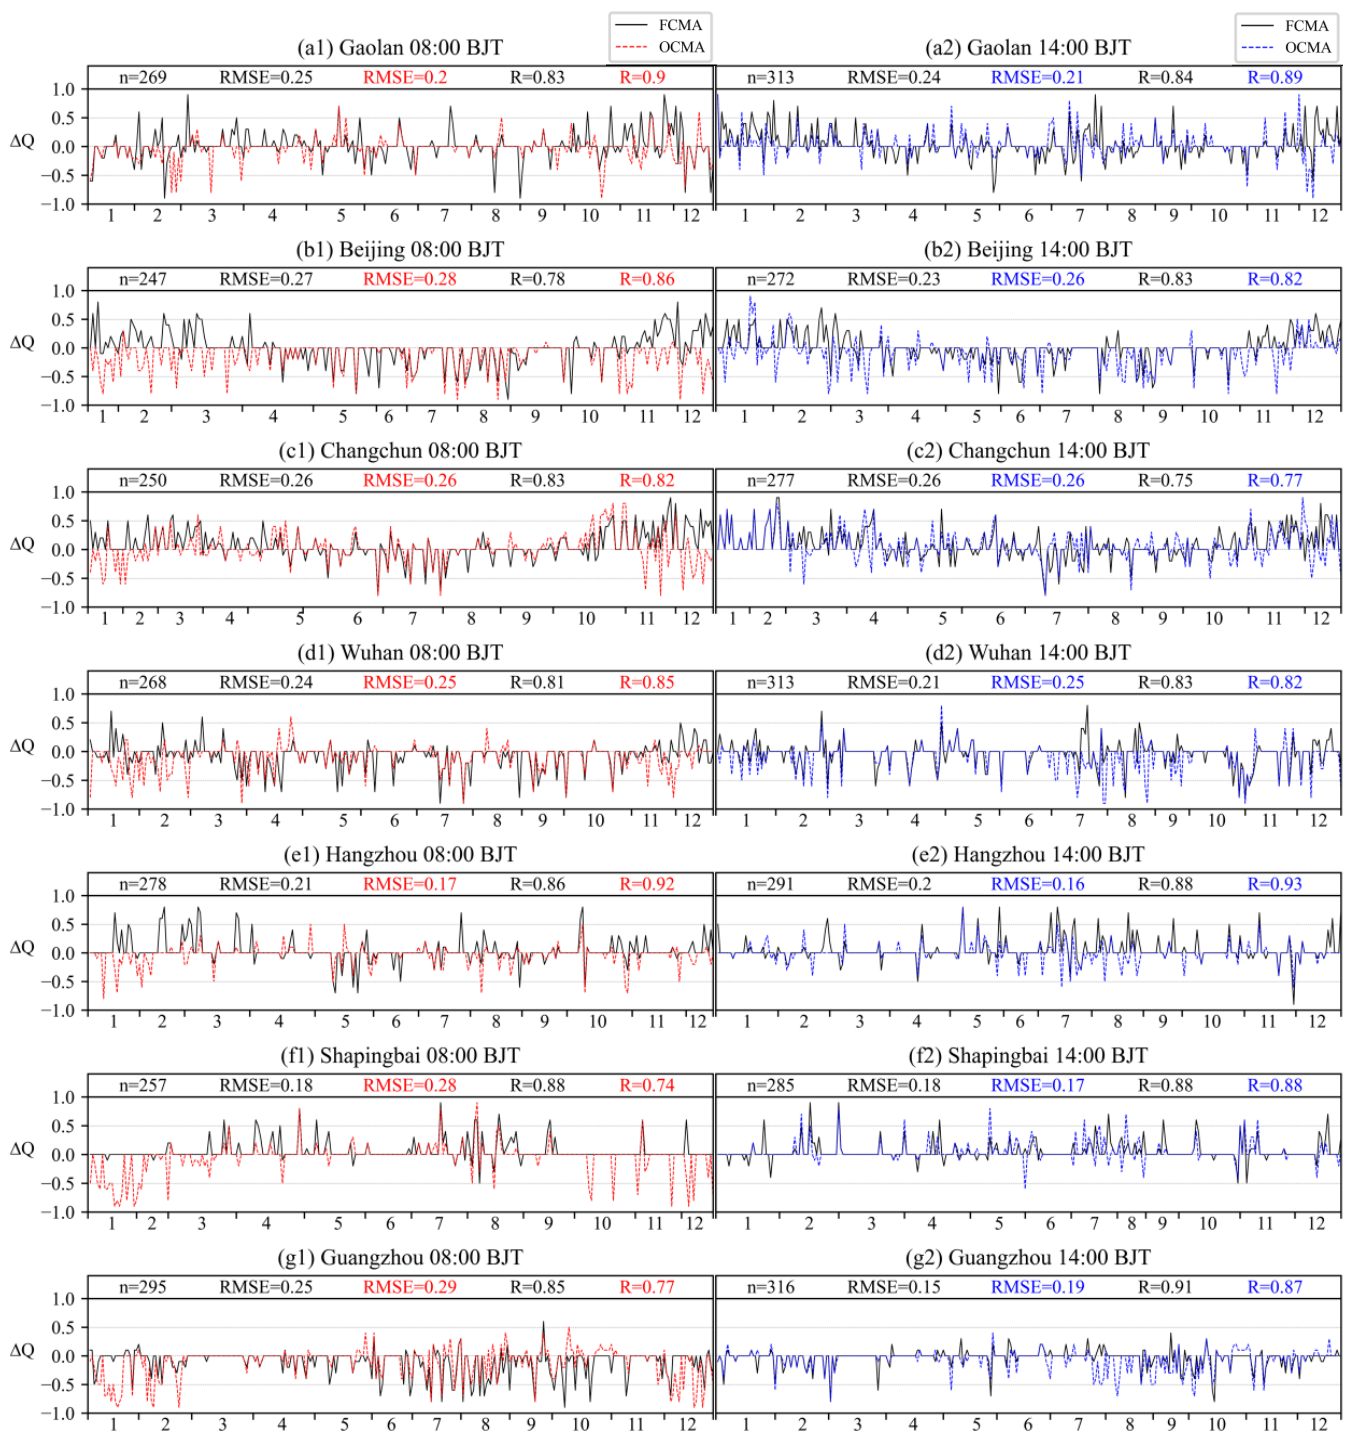 FCMA
OCMA
FCMA
OCMA
(a1) Gaolan 08:00 BJT
(a2) Gaolan 14:00 BJT
n=269 RMSE=0.25 RMSE=0.2 R=0.83 R=0.9
n=313 RMSE=0.24 RMSE=0.21 R=0.84 R=0.89
1.0
0.5
ΔQ 0.0
−0.5
−1.0
1 2 3 4 5 6 7 8 9 10 11 12
1 2 3 4 5 6 7 8 9 10 11 12
(b1) Beijing 08:00 BJT
(b2) Beijing 14:00 BJT
n=247 RMSE=0.27 RMSE=0.28 R=0.78 R=0.86
n=272 RMSE=0.23 RMSE=0.26 R=0.83 R=0.82
1.0
0.5
ΔQ 0.0
−0.5
−1.0
1 2 3 4 5 6 7 8 9 10 11 12
1 2 3 4 5 6 7 8 9 10 11 12
(c1) Changchun 08:00 BJT
(c2) Changchun 14:00 BJT
n=250 RMSE=0.26 RMSE=0.26 R=0.83 R=0.82
n=277 RMSE=0.26 RMSE=0.26 R=0.75 R=0.77
1.0
0.5
ΔQ 0.0
−0.5
−1.0
1 2 3 4 5 6 7 8 9 10 11 12
1 2 3 4 5 6 7 8 9 10 11 12
(d1) Wuhan 08:00 BJT
(d2) Wuhan 14:00 BJT
n=268 RMSE=0.24 RMSE=0.25 R=0.81 R=0.85
n=313 RMSE=0.21 RMSE=0.25 R=0.83 R=0.82
1.0
0.5
ΔQ 0.0
−0.5
−1.0
1 2 3 4 5 6 7 8 9 10 11 12
1 2 3 4 5 6 7 8 9 10 11 12
(e1) Hangzhou 08:00 BJT
(e2) Hangzhou 14:00 BJT
n=278 RMSE=0.21 RMSE=0.17 R=0.86 R=0.92
n=291 RMSE=0.2 RMSE=0.16 R=0.88 R=0.93
1.0
0.5
ΔQ 0.0
−0.5
−1.0
1 2 3 4 5 6 7 8 9 10 11 12
1 2 3 4 5 6 7 8 9 10 11 12
(f1) Shapingbai 08:00 BJT
(f2) Shapingbai 14:00 BJT
n=257 RMSE=0.18 RMSE=0.28 R=0.88 R=0.74
n=285 RMSE=0.18 RMSE=0.17 R=0.88 R=0.88
1.0
0.5
ΔQ 0.0
−0.5
−1.0
1 2 3 4 5 6 7 8 9 10 11 12
1 2 3 4 5 6 7 8 9 10 11 12
(g1) Guangzhou 08:00 BJT
(g2) Guangzhou 14:00 BJT
n=295 RMSE=0.25 RMSE=0.29 R=0.85 R=0.77
n=316 RMSE=0.15 RMSE=0.19 R=0.91 R=0.87
1.0
0.5
ΔQ 0.0
−0.5
−1.0
1 2 3 4 5 6 7 8 9 10 11 12
1 2 3 4 5 6 7 8 9 10 11 12